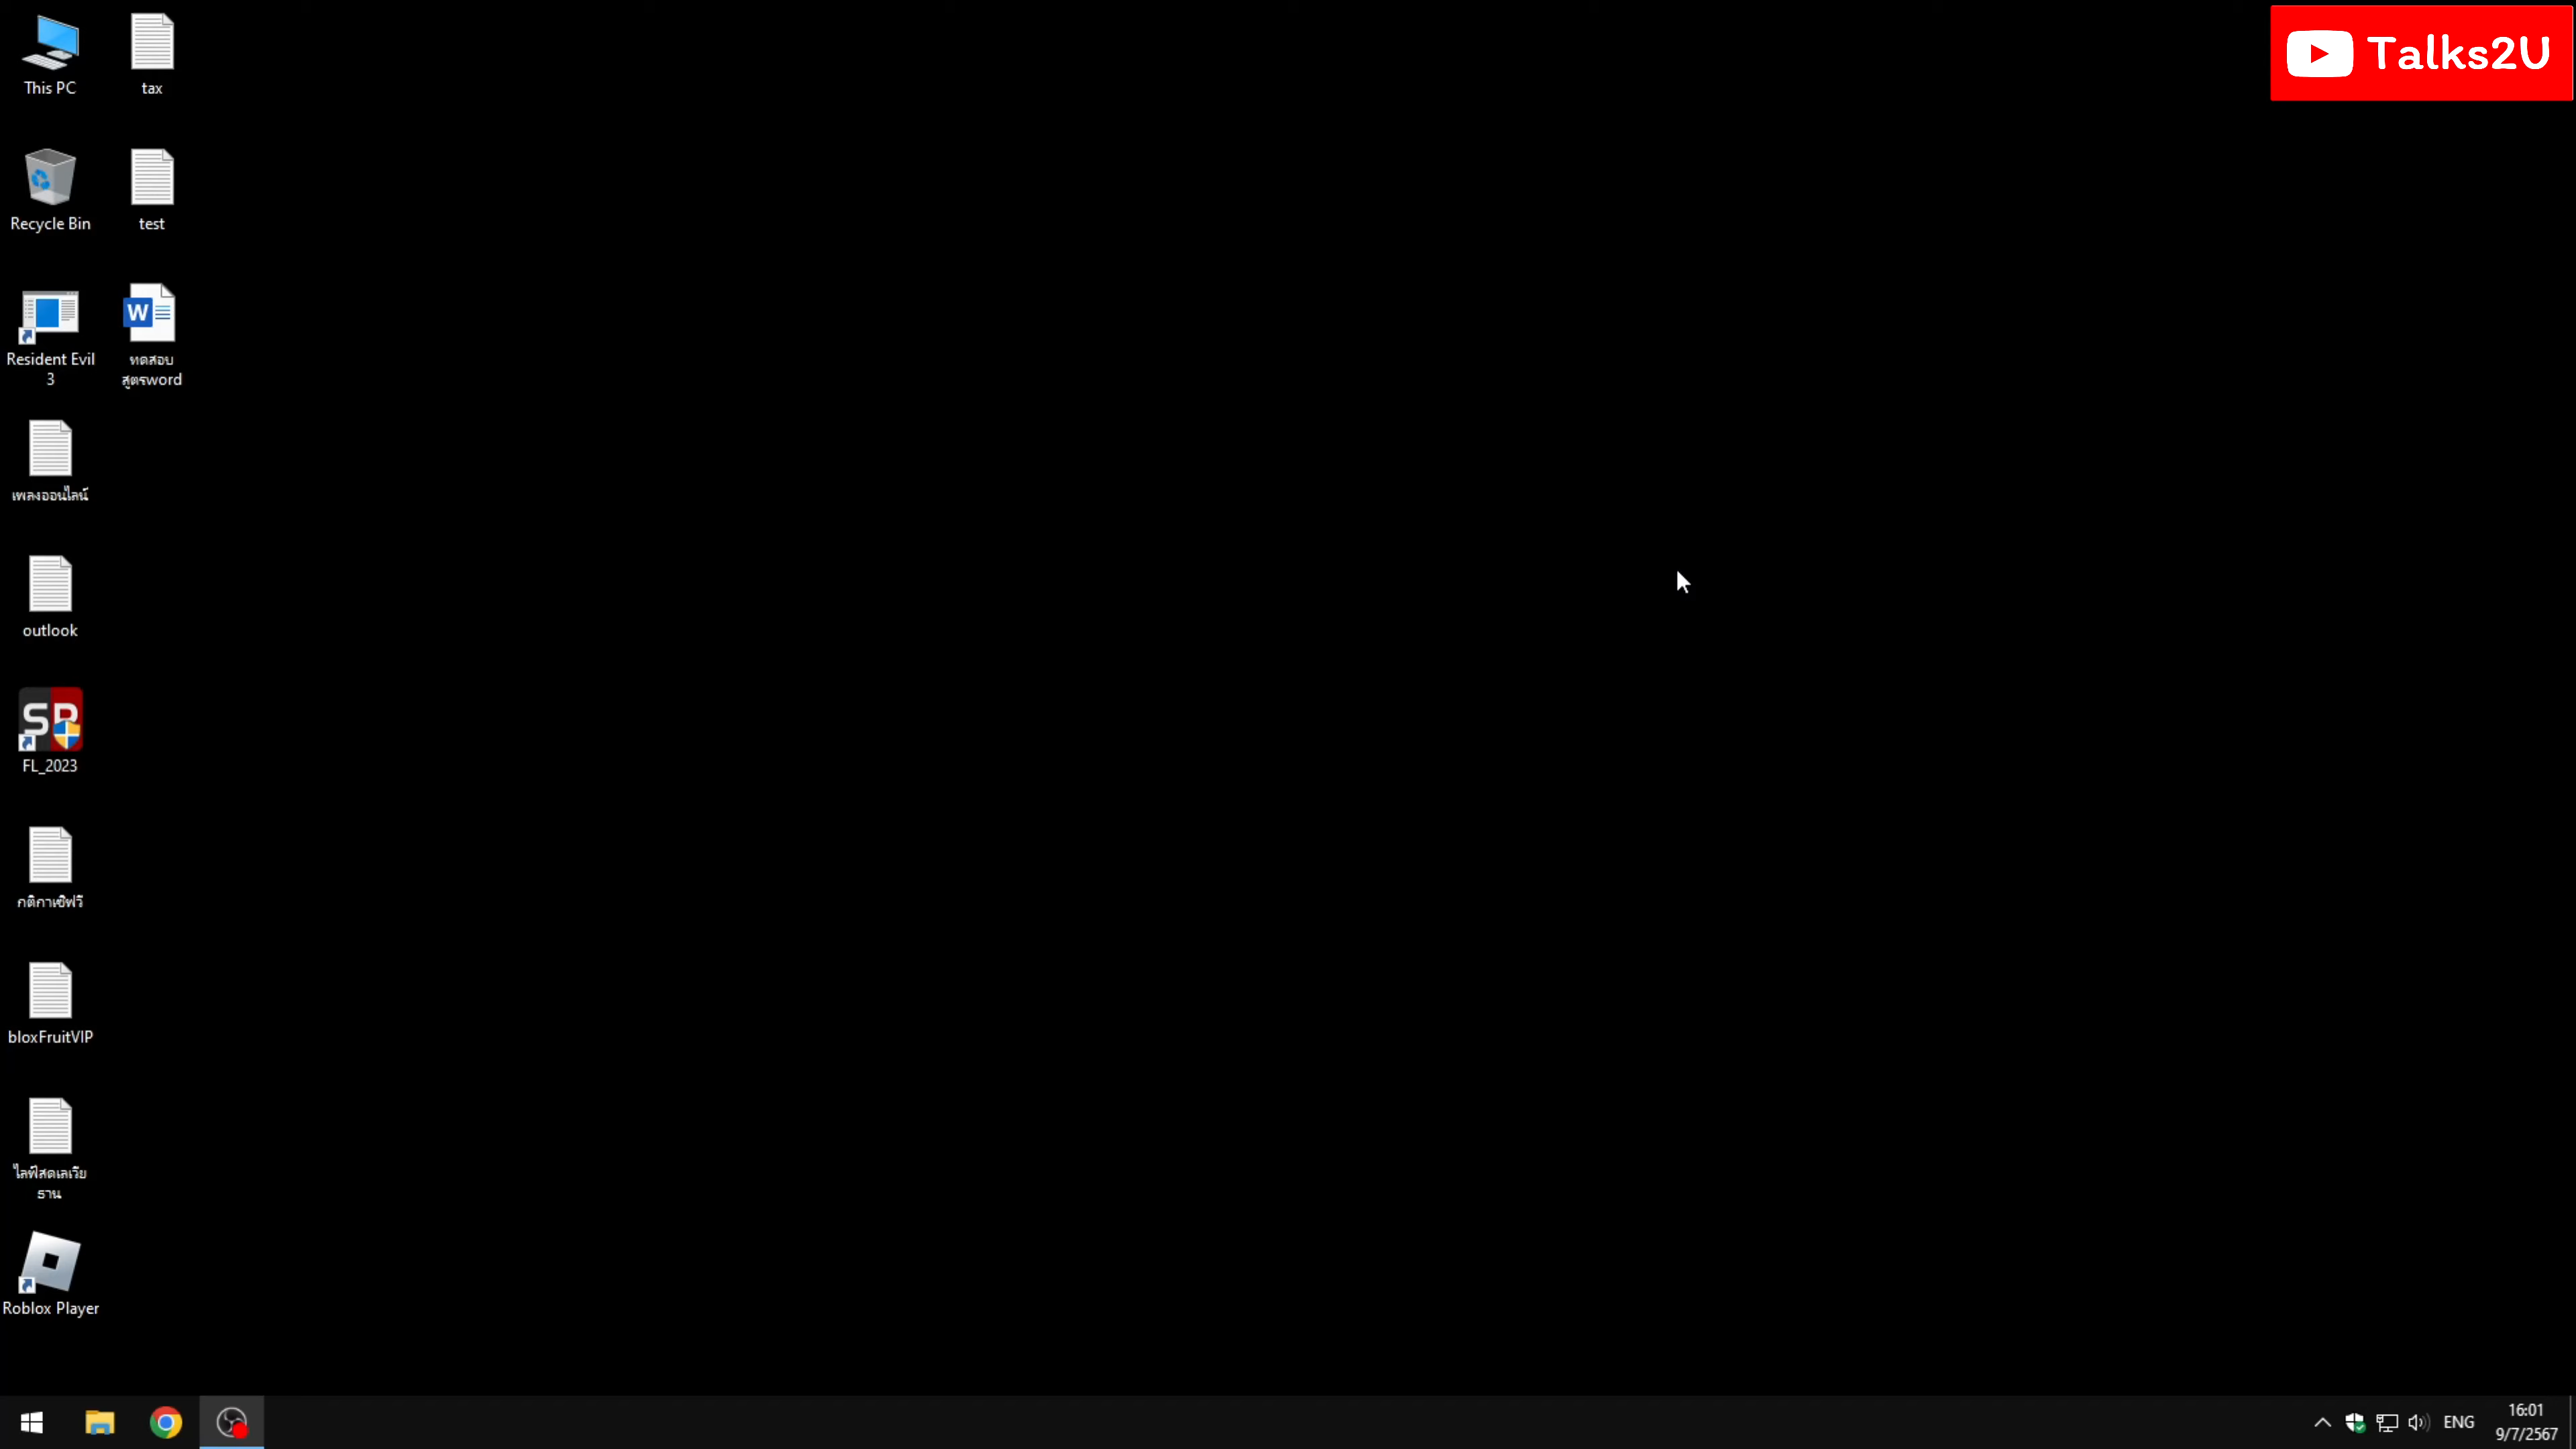 This PC
tax
Talks2U
Recycle Bin
test
Resident Evil
3
ทดสอบ
สูตรword
เพลงออนไลน์
outlook
SR
FL_2023
กติกาเซิฟวี
bloxFruitVIP
ไลฟ์สดเลเวีย
ธาน
Roblox Player
ENG
16:01
9/7/2567